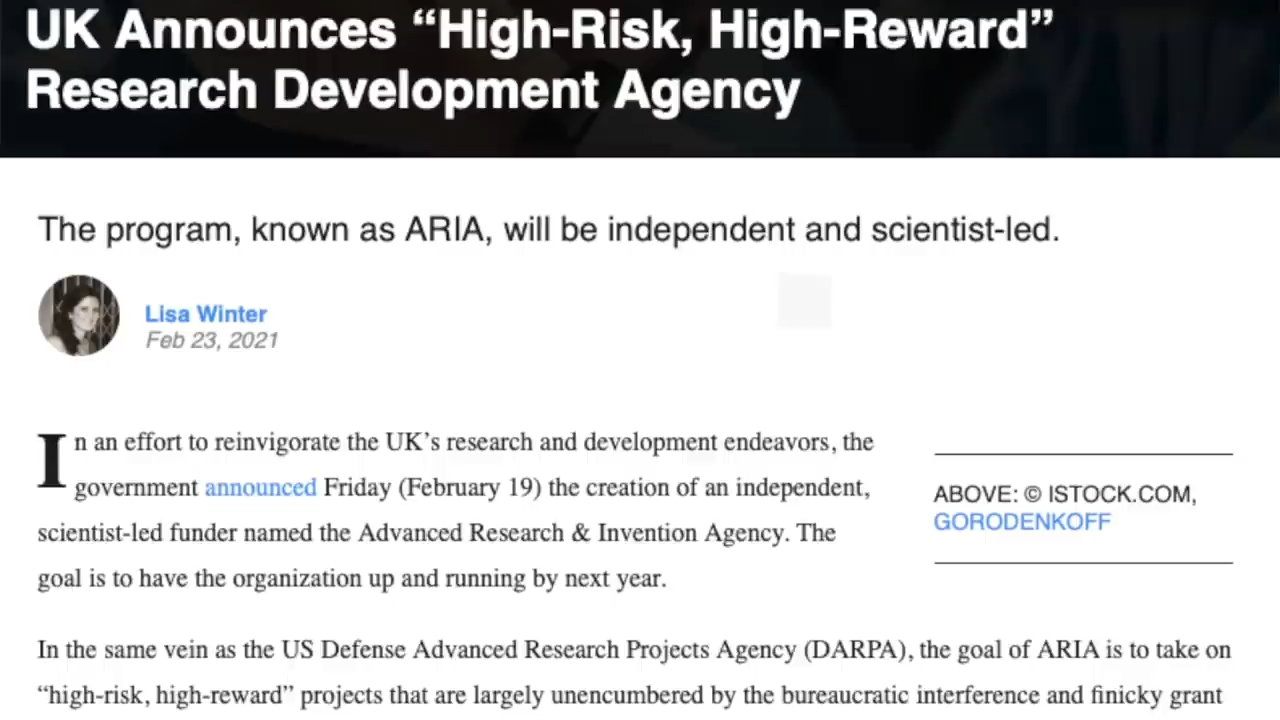 UK Announces “High-Risk, High-Reward”
Research Development Agency
The program, known as ARIA, will be independent and scientist-led.
Lisa Winter
Feb 23, 2021
In an effort to reinvigorate the UK’s research and development endeavors, the
government announced Friday (February 19) the creation of an independent,
scientist-led funder named the Advanced Research & Invention Agency. The
goal is to have the organization up and running by next year.
ABOVE: © ISTOCK.COM,
GORODENKOFF
In the same vein as the US Defense Advanced Research Projects Agency (DARPA), the goal of ARIA is to take on
“high-risk, high-reward” projects that are largely unencumbered by the bureaucratic interference and finicky grant